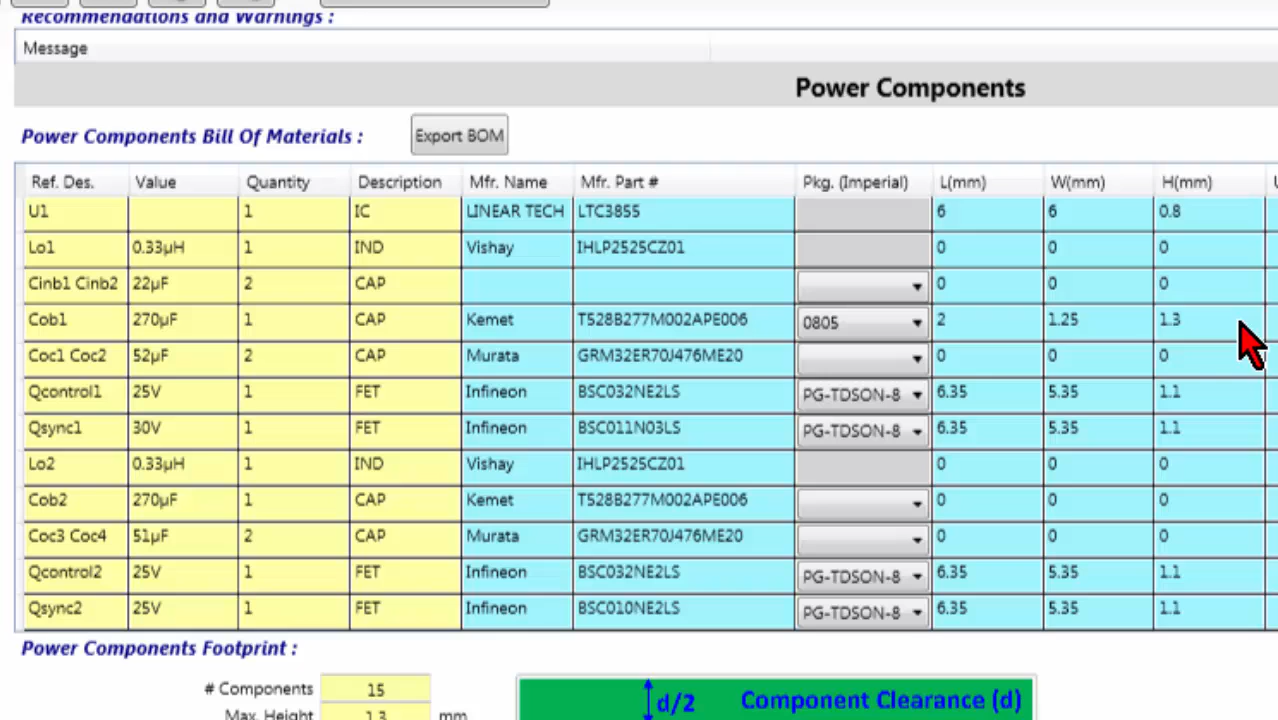 Recommendations and Warnings :
Message
Power Components
Power Components Bill Of Materials : Export BOM
Ref. Des. Value Quantity Description Mfr. Name Mfr. Part # Pkg. (Imperial) L(mm) W(mm) H(mm)
U1 1 IC LINEAR TECH LTC3855 6 6 0.8
Lo1 0.33µH 1 IND Vishay IHLP2525CZ01 0 0 0
Cinb1 Cinb2 22µF 2 CAP 0 0 0
Cob1 270µF 1 CAP Kemet T528B277M002APE006 0805 2 1.25 1.3
Coc1 Coc2 52µF 2 CAP Murata GRM32ER70J476ME20 0 0 0
Qcontrol1 25V 1 FET Infineon BSC032NE2LS PG-TDSON-8 6.35 5.35 1.1
Qsync1 30V 1 FET Infineon BSC011N03LS PG-TDSON-8 6.35 5.35 1.1
Lo2 0.33µH 1 IND Vishay IHLP2525CZ01 0 0 0
Cob2 270µF 1 CAP Kemet T528B277M002APE006 0 0 0
Coc3 Coc4 51µF 2 CAP Murata GRM32ER70J476ME20 0 0 0
Qcontrol2 25V 1 FET Infineon BSC032NE2LS PG-TDSON-8 6.35 5.35 1.1
Qsync2 25V 1 FET Infineon BSC010NE2LS PG-TDSON-8 6.35 5.35 1.1
Power Components Footprint :
# Components 15
d/2 Component Clearance (d)
Max. Height 1.3 mm